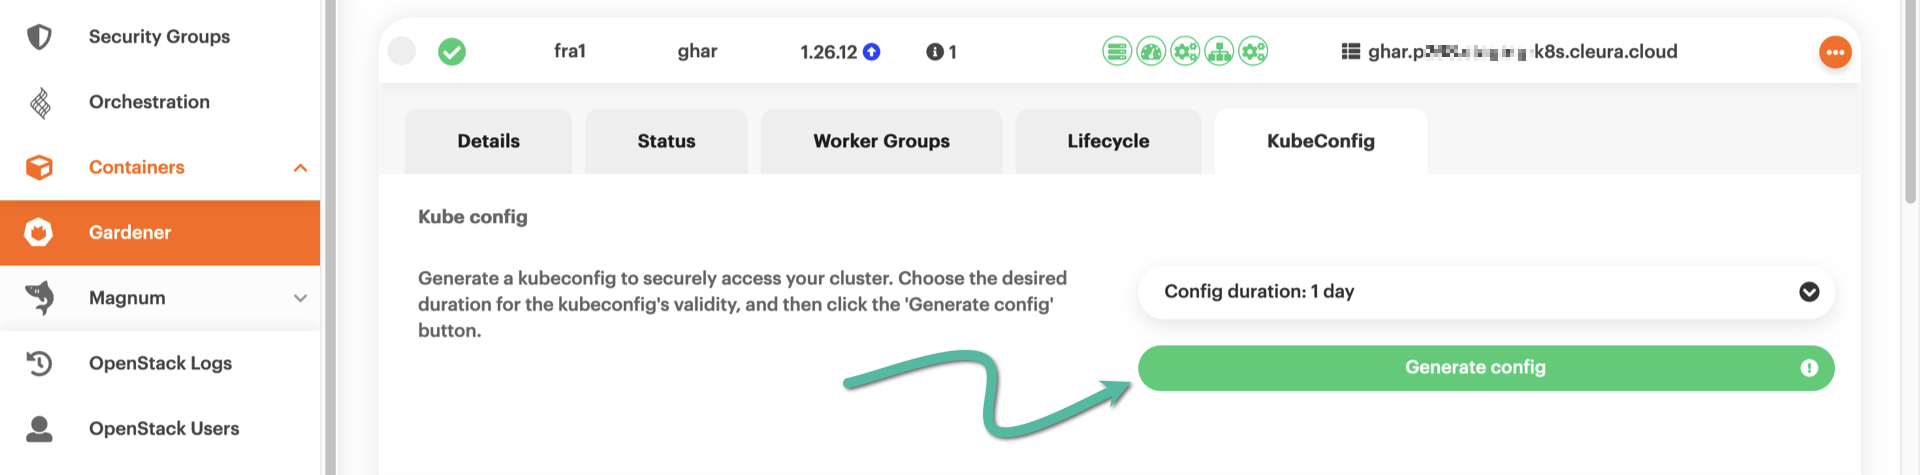 Security Groups
Orchestration
Containers
Gardener
Magnum
OpenStack Logs
OpenStack Users
fra1 ghar 1.26.12 1 ghar.p -k8s.cleura.cloud
Details Status Worker Groups Lifecycle KubeConfig
Kube config
Generate a kubeconfig to securely access your cluster. Choose the desired
duration for the kubeconfig's validity, and then click the 'Generate config'
button.
Config duration: 1 day
Generate config